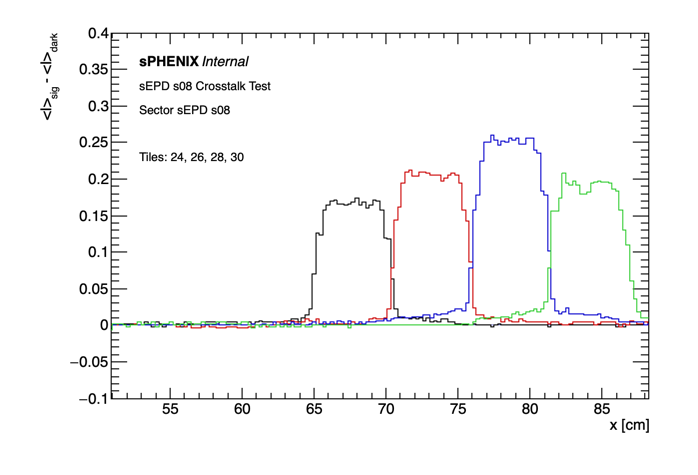 <I>sig - <I>dark
0.4
0.35
0.3
0.25
0.2
0.15
0.1
0.05
0
−0.05
−0.1
sPHENIX Internal
sEPD s08 Crosstalk Test
Sector sEPD s08
Tiles: 24, 26, 28, 30
55 60 65 70 75 80 85
x [cm]